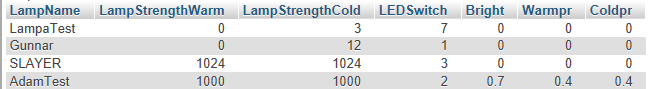 LampName LampStrengthWarm LampStrengthCold LEDSwitch Bright Warmpr Coldpr
LampaTest 0 3 7 0 0 0
Gunnar 0 12 1 0 0 0
SLAYER 1024 1024 3 0 0 0
AdamTest 1000 1000 2 0.7 0.4 0.4